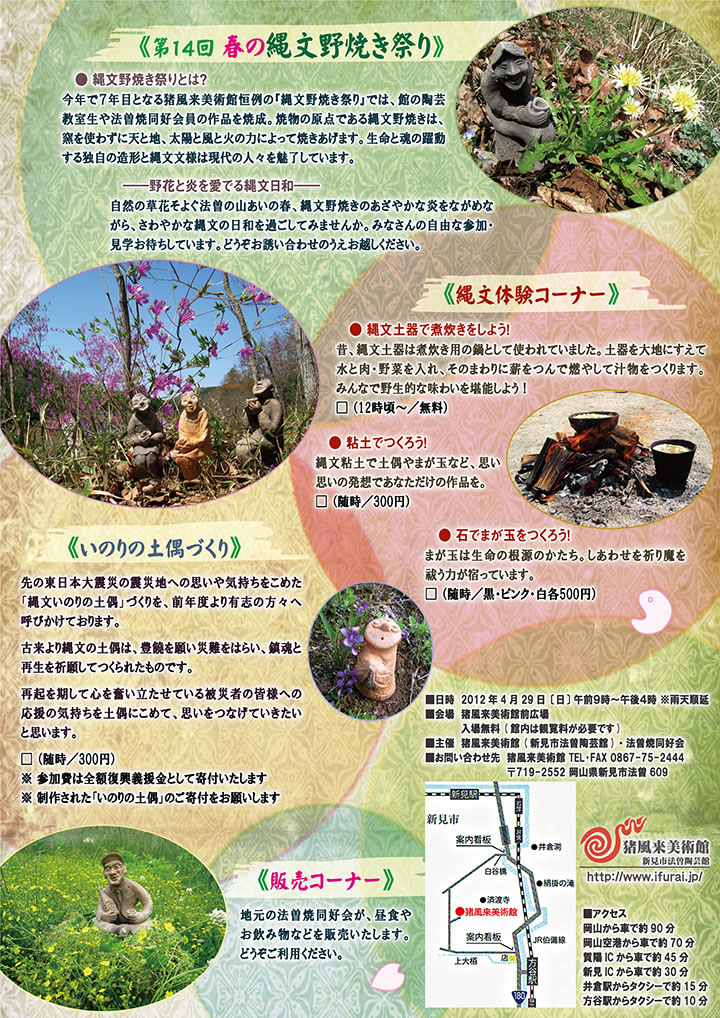 《第14回 春の縄文野焼き祭り》
● 縄文野焼き祭りとは?
今年で7年目となる猪風来美術館恒例の『縄文野焼き祭り』では、館の陶芸
教室生や法曽焼同好会員の作品を焼成。焼物の原点である縄文野焼きは、
窯を使わずに天と地、太陽と風と火の力によって焼きあげます。生命と魂の躍動
する独自の造形と縄文文様は現代の人々を魅了しています。
――野花と炎を愛でる縄文日和――
自然の草花そよぐ法曽の山あいの春、縄文野焼きのあざやかな炎をながめな
がら、さわやかな縄文の日和を過ごしてみませんか。みなさんの自由な参加・
見学お待ちしています。どうぞお誘い合わせのうえお越しください。
《縄文体験コーナー》
● 縄文土器で煮炊きをしよう!
昔、縄文土器は煮炊き用の鍋として使われていました。土器を大地にすえて
水と肉・野菜を入れ、そのまわりに薪をつんで燃やして汁物をつくります。
みんなで野生的な味わいを堪能しよう!
□(12時頃～/無料)
● 粘土でつくろう!
縄文粘土で土偶やまが玉など、思い
思いの発想であなただけの作品を。
□(随時/300円)
● 石でまが玉をつくろう!
まが玉は生命の根源のかたち。しあわせを祈り魔を
祓う力が宿っています。
□(随時/黒・ピンク・白各500円)
《いのりの土偶づくり》
先の東日本大震災の震災地への思いや気持ちをこめた
「縄文いのりの土偶」づくりを、前年度より有志の方々へ
呼びかけております。
古来より縄文の土偶は、豊饒を願い災難をはらい、鎮魂と
再生を祈願してつくられたものです。
再起を期して心を奮い立たせている被災者の皆様への
応援の気持ちを土偶にこめて、思いをつなげていきたい
と思います。
□(随時/300円)
※ 参加費は全額復興義援金として寄付いたします
※ 制作された「いのりの土偶」のご寄付をお願いします
■日時 2012年4月29日〔日〕午前9時～午後4時 ※雨天順延
■会場 猪風来美術館前広場
入場無料(館内は観覧料が必要です)
■主催 猪風来美術館(新見市法曽陶芸館)・法曽焼同好会
■お問い合わせ先 猪風来美術館 TEL・FAX 0867-75-2444
〒719-2552 岡山県新見市法曽609
新見駅
新見市
案内看板
井倉駅
●井倉洞
白谷橋
●絹掛の滝
●済渡寺
●猪風来美術館
案内看板
JR伯備線
店
上大椿
方谷駅
180
猪風来美術館
新見市法曽陶芸館
http://www.ifurai.jp/
■アクセス
岡山から車で約90分
岡山空港から車で約70分
賀陽ICから車で約45分
新見ICから車で約30分
井倉駅からタクシーで約15分
方谷駅からタクシーで約10分
《販売コーナー》
地元の法曽焼同好会が、昼食や
お飲み物などを販売いたします。
どうぞご利用ください。